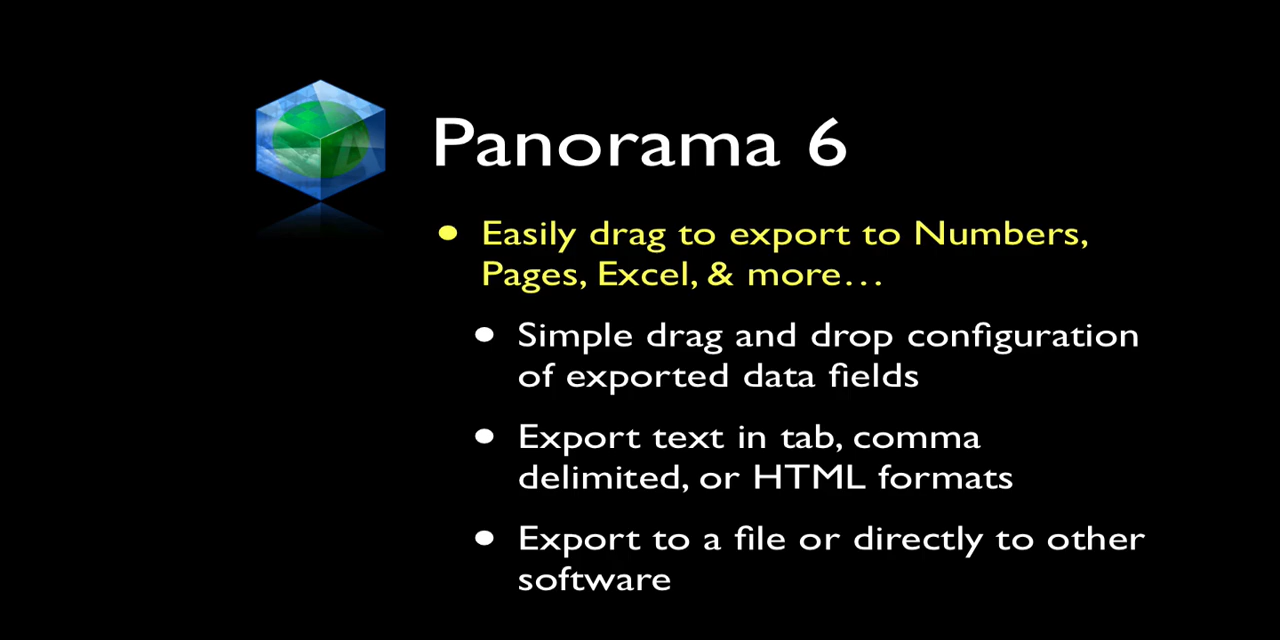 Panorama 6
• Easily drag to export to Numbers,
Pages, Excel, & more…
• Simple drag and drop configuration
of exported data fields
• Export text in tab, comma
delimited, or HTML formats
• Export to a file or directly to other
software